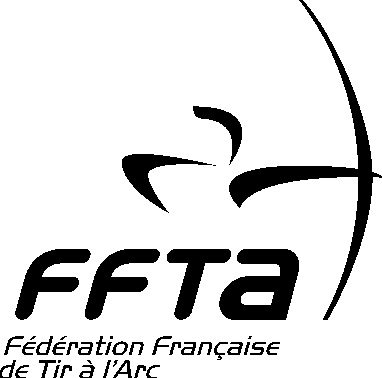 FFTa
Fédération Française
de Tir à l'Arc